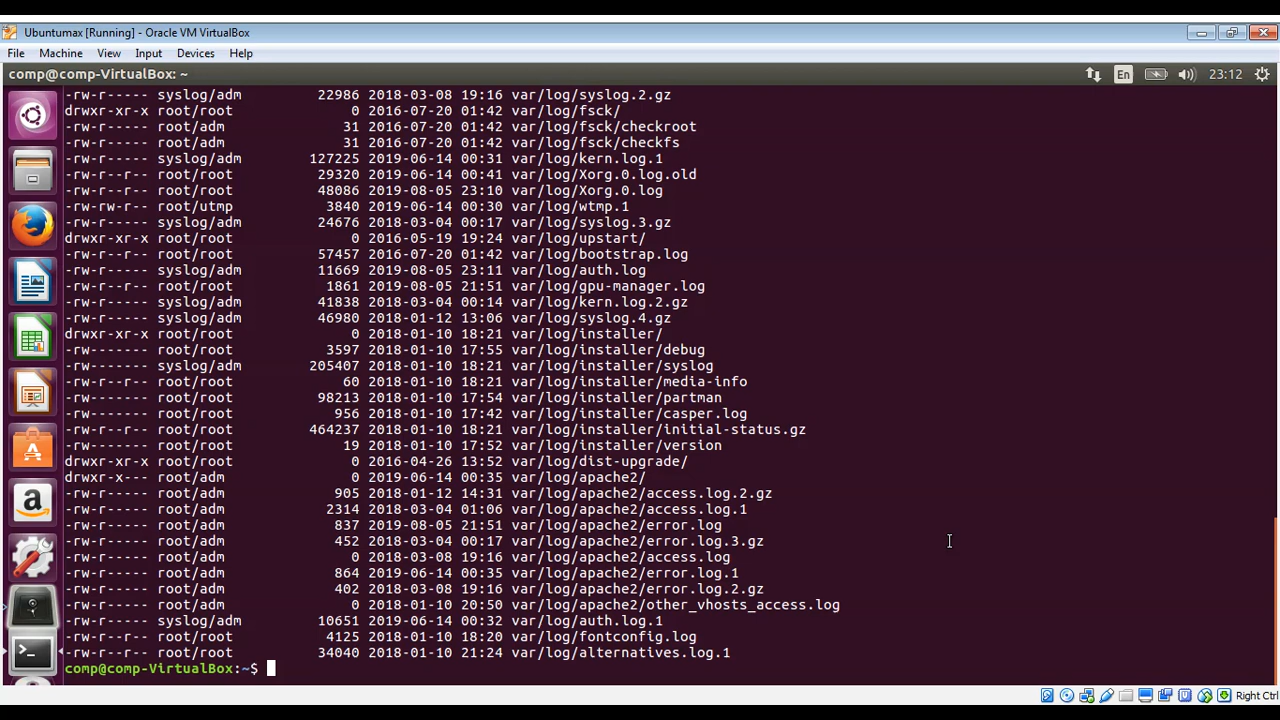 Ubuntumax [Running] - Oracle VM VirtualBox
File Machine View Input Devices Help
comp@comp-VirtualBox: ~ En 23:12
-rw-r----- syslog/adm 22986 2018-03-08 19:16 var/log/syslog.2.gz
drwxr-xr-x root/root 0 2016-07-20 01:42 var/log/fsck/
-rw-r----- root/adm 31 2016-07-20 01:42 var/log/fsck/checkroot
-rw-r----- root/adm 31 2016-07-20 01:42 var/log/fsck/checkfs
-rw-r----- syslog/adm 127225 2019-06-14 00:31 var/log/kern.log.1
-rw-r--r-- root/root 29320 2019-06-14 00:41 var/log/Xorg.0.log.old
-rw-r--r-- root/root 48086 2019-08-05 23:10 var/log/Xorg.0.log
-rw-rw-r-- root/utmp 3840 2019-06-14 00:30 var/log/wtmp.1
-rw-r----- syslog/adm 24676 2018-03-04 00:17 var/log/syslog.3.gz
drwxr-xr-x root/root 0 2016-05-19 19:24 var/log/upstart/
-rw-r--r-- root/root 57457 2016-07-20 01:42 var/log/bootstrap.log
-rw-r----- syslog/adm 11669 2019-08-05 23:11 var/log/auth.log
-rw-r--r-- root/root 1861 2019-08-05 21:51 var/log/gpu-manager.log
-rw-r----- syslog/adm 41838 2018-03-04 00:14 var/log/kern.log.2.gz
-rw-r----- syslog/adm 46980 2018-01-12 13:06 var/log/syslog.4.gz
drwxr-xr-x root/root 0 2018-01-10 18:21 var/log/installer/
-rw------- root/root 3597 2018-01-10 17:55 var/log/installer/debug
-rw------- syslog/adm 205407 2018-01-10 18:21 var/log/installer/syslog
-rw-r--r-- root/root 60 2018-01-10 18:21 var/log/installer/media-info
-rw------- root/root 98213 2018-01-10 17:54 var/log/installer/partman
-rw-r--r-- root/root 956 2018-01-10 17:42 var/log/installer/casper.log
-rw-r--r-- root/root 464237 2018-01-10 18:21 var/log/installer/initial-status.gz
-rw------- root/root 19 2018-01-10 17:52 var/log/installer/version
drwxr-xr-x root/root 0 2016-04-26 13:52 var/log/dist-upgrade/
drwxr-x--- root/adm 0 2019-06-14 00:35 var/log/apache2/
-rw-r----- root/adm 905 2018-01-12 14:31 var/log/apache2/access.log.2.gz
-rw-r----- root/adm 2314 2018-03-04 01:06 var/log/apache2/access.log.1
-rw-r----- root/adm 837 2019-08-05 21:51 var/log/apache2/error.log
-rw-r----- root/adm 452 2018-03-04 00:17 var/log/apache2/error.log.3.gz
-rw-r----- root/adm 0 2018-03-08 19:16 var/log/apache2/access.log
-rw-r----- root/adm 864 2019-06-14 00:35 var/log/apache2/error.log.1
-rw-r----- root/adm 402 2018-03-08 19:16 var/log/apache2/error.log.2.gz
-rw-r----- root/adm 0 2018-01-10 20:50 var/log/apache2/other_vhosts_access.log
-rw-r----- syslog/adm 10651 2019-06-14 00:32 var/log/auth.log.1
-rw-r--r-- root/root 4125 2018-01-10 18:20 var/log/fontconfig.log
-rw-r--r-- root/root 34040 2018-01-10 21:24 var/log/alternatives.log.1
comp@comp-VirtualBox:~$
Right Ctrl